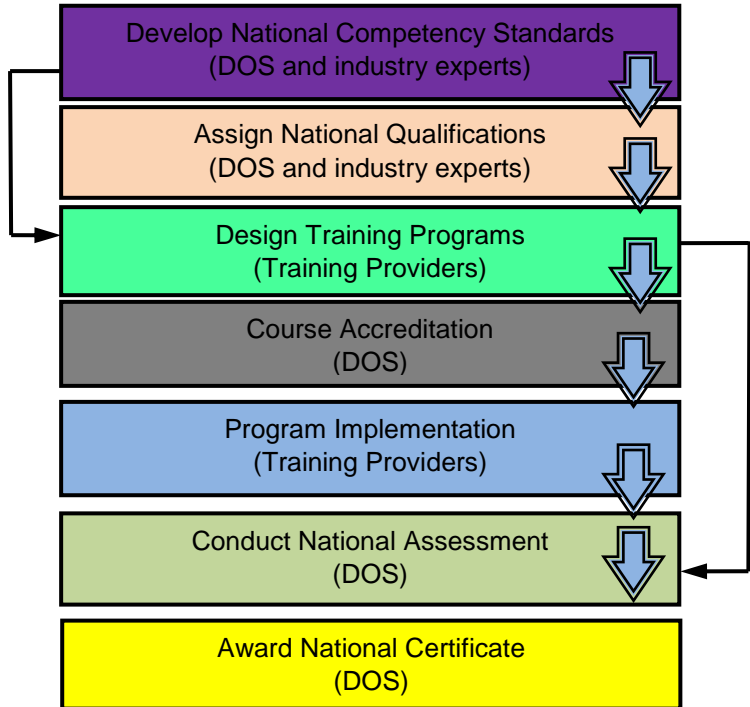 Develop National Competency Standards
(DOS and industry experts)
Assign National Qualifications
(DOS and industry experts)
Design Training Programs
(Training Providers)
Course Accreditation
(DOS)
Program Implementation
(Training Providers)
Conduct National Assessment
(DOS)
Award National Certificate
(DOS)